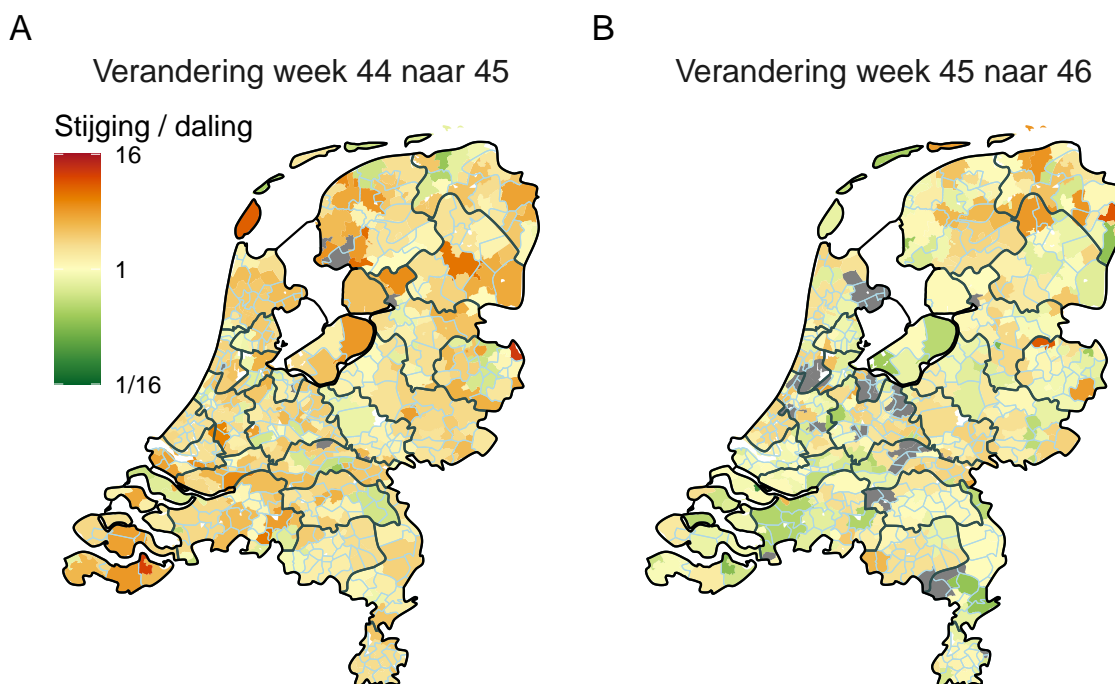 A
Verandering week 44 naar 45
Stijging / daling
16
1
1/16
B
Verandering week 45 naar 46